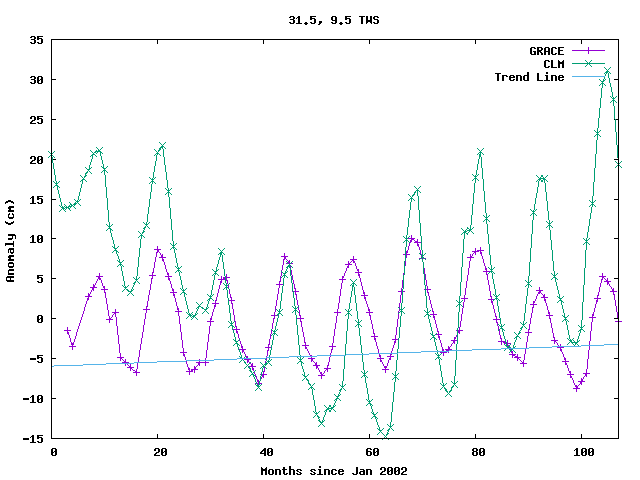 31.5, 9.5 TWS
GRACE
CLM
Trend Line
Anomaly (cm)
35
30
25
20
15
10
5
0
-5
-10
-15
0 20 40 60 80 100
Months since Jan 2002